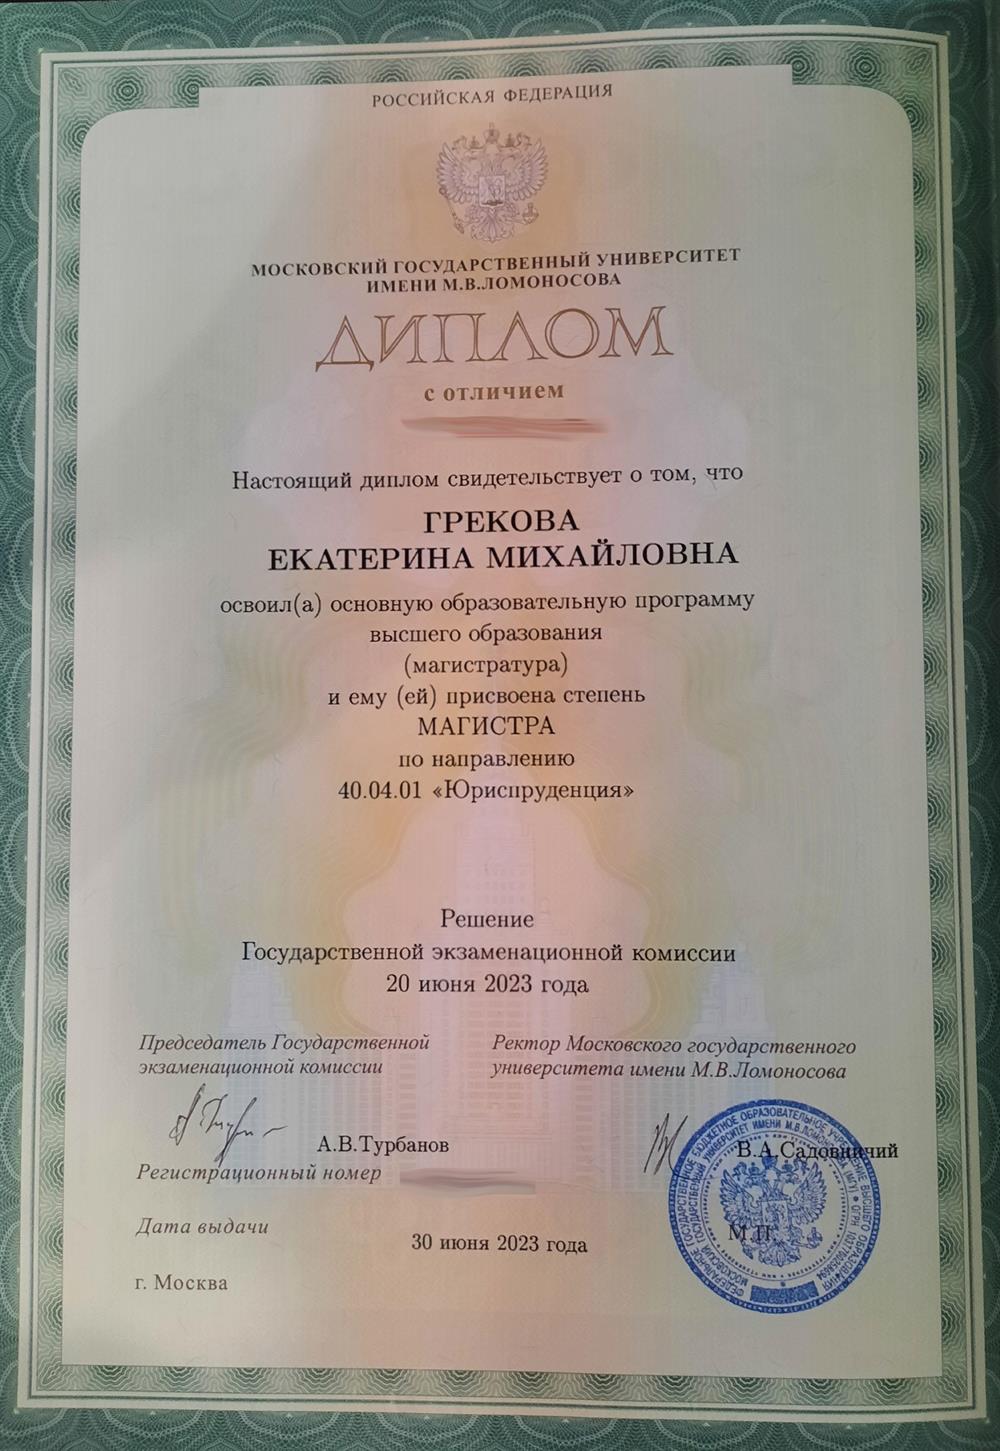 РОССИЙСКАЯ ФЕДЕРАЦИЯ
МОСКОВСКИЙ ГОСУДАРСТВЕННЫЙ УНИВЕРСИТЕТ
ИМЕНИ М.В.ЛОМОНОСОВА
ДИПЛОМ
с отличием
Настоящий диплом свидетельствует о том, что
ГРЕКОВА
ЕКАТЕРИНА МИХАЙЛОВНА
освоил(а) основную образовательную программу
высшего образования
(магистратура)
и ему (ей) присвоена степень
МАГИСТРА
по направлению
40.04.01 «Юриспруденция»
Решение
Государственной экзаменационной комиссии
20 июня 2023 года
Председатель Государственной
экзаменационной комиссии
Ректор Московского государственного
университета имени М.В.Ломоносова
А.В.Турбанов
В.А.Садовничий
Регистрационный номер
М.П.
Дата выдачи
30 июня 2023 года
г. Москва